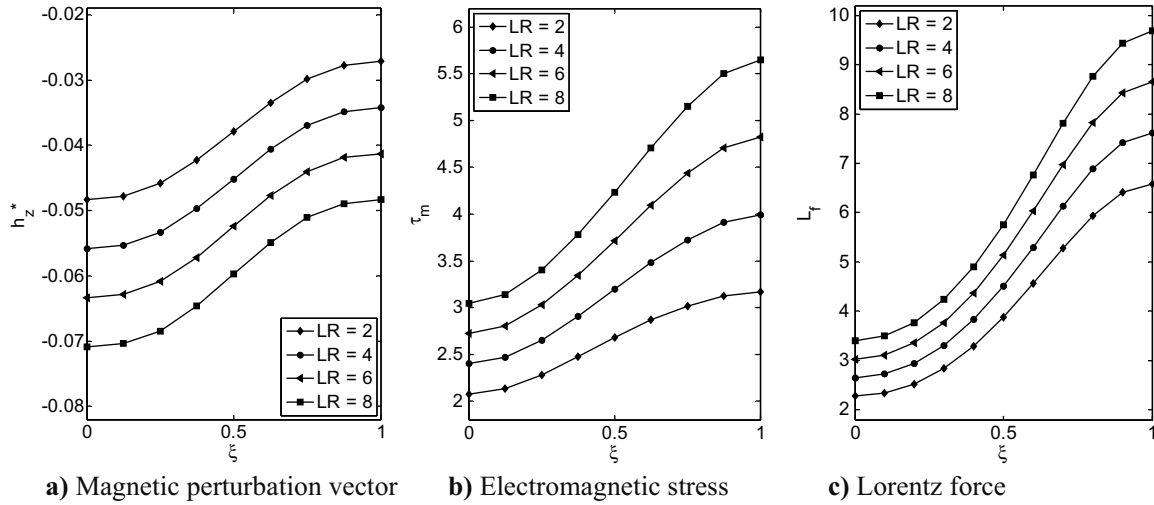 -0.02
-0.03
-0.04
-0.05
-0.06
-0.07
-0.08
h_z*
0
0.5
1
ξ
LR = 2
LR = 4
LR = 6
LR = 8
a) Magnetic perturbation vector
6
5.5
5
4.5
4
3.5
3
2.5
2
τ_m
0
0.5
1
ξ
LR = 2
LR = 4
LR = 6
LR = 8
b) Electromagnetic stress
10
9
8
7
6
5
4
3
2
L_f
0
0.5
1
ξ
LR = 2
LR = 4
LR = 6
LR = 8
c) Lorentz force